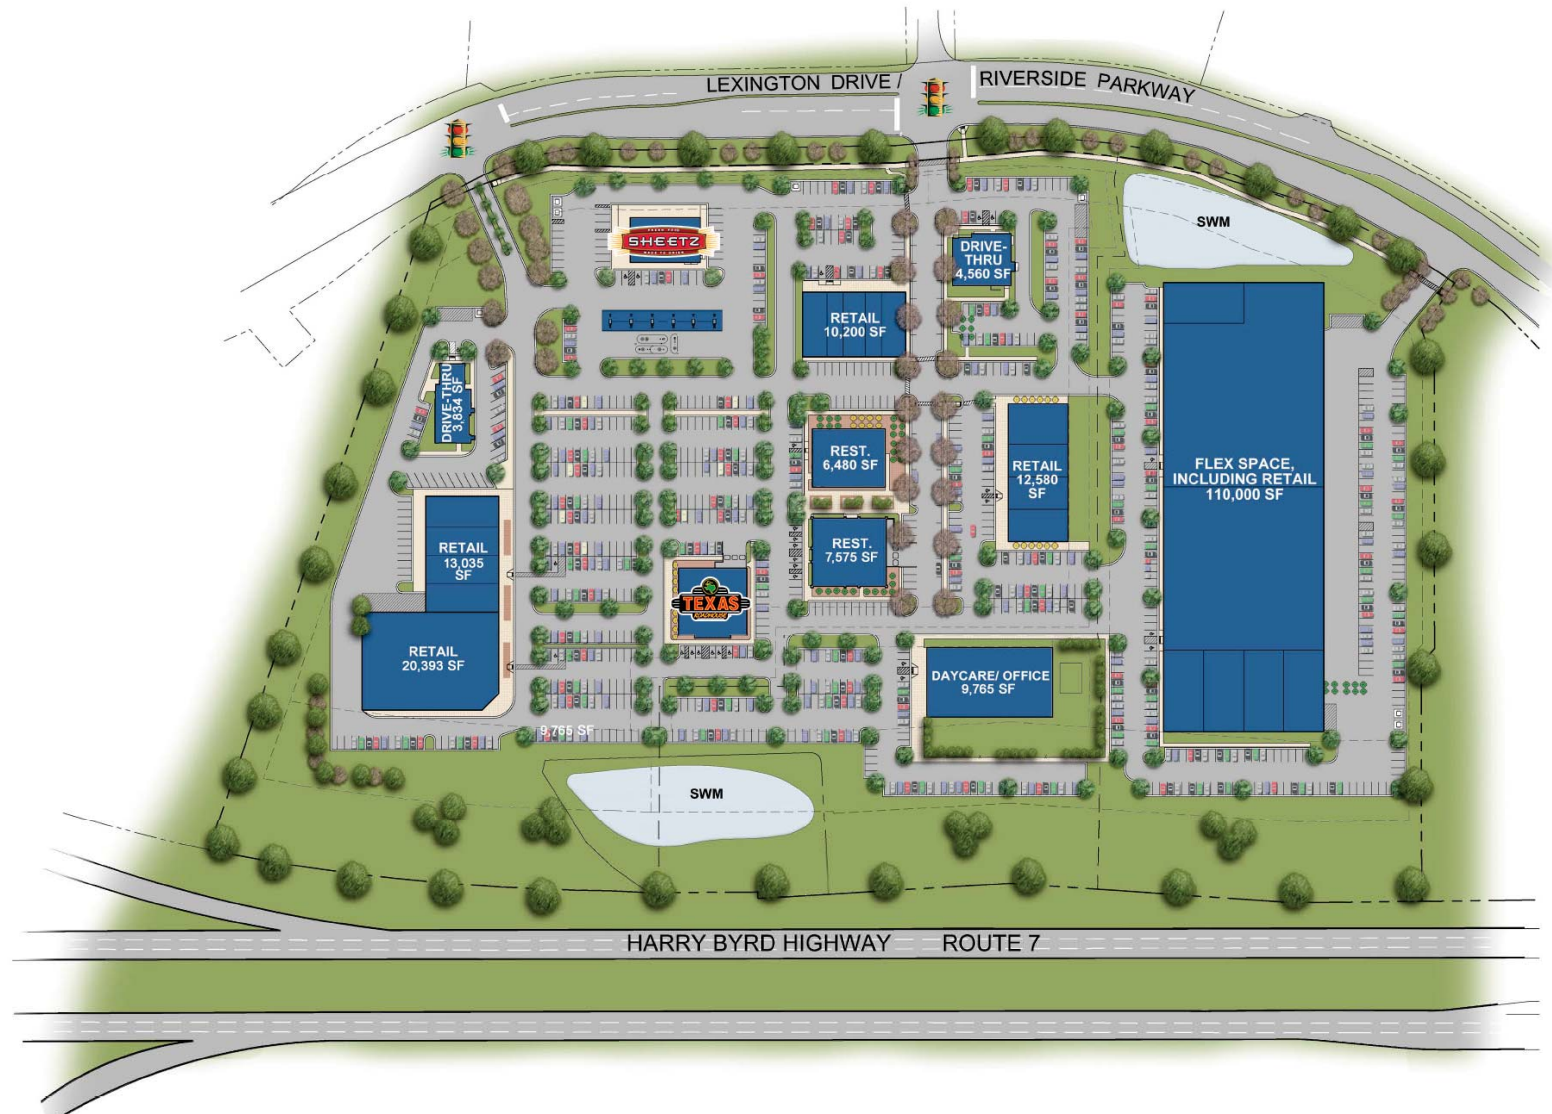 LEXINGTON DRIVE /
RIVERSIDE PARKWAY
SWM
SHEETZ
DRIVE-
THRU
4,560 SF
RETAIL
10,200 SF
DRIVE-THRU
3,834 SF
REST.
6,480 SF
RETAIL
12,580
SF
FLEX SPACE,
INCLUDING RETAIL
110,000 SF
RETAIL
13,035
SF
REST.
7,575 SF
TEXAS
ROADHOUSE
RETAIL
20,393 SF
DAYCARE/ OFFICE
9,765 SF
9,765 SF
SWM
HARRY BYRD HIGHWAY ROUTE 7